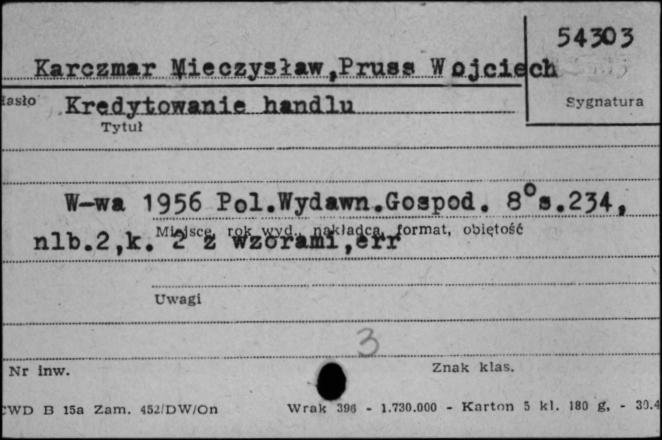 54303
Karczmar Mieczysław,Pruss Wojciech
Hasło
Sygnatura
Kredytowanie handlu
Tytuł
W-wa 1956 Pol.Wydawn.Gospod. 8°s.234,
Miejsce, rok wyd., nakładca, format, objętość
nlb.2,k. 2 z wzorami,err
Uwagi
3
Nr inw.
Znak klas.
CWD B 15a Zam. 452/DW/On Wrak 396 - 1.730.000 - Karton 5 kl. 180 g. - 30.4